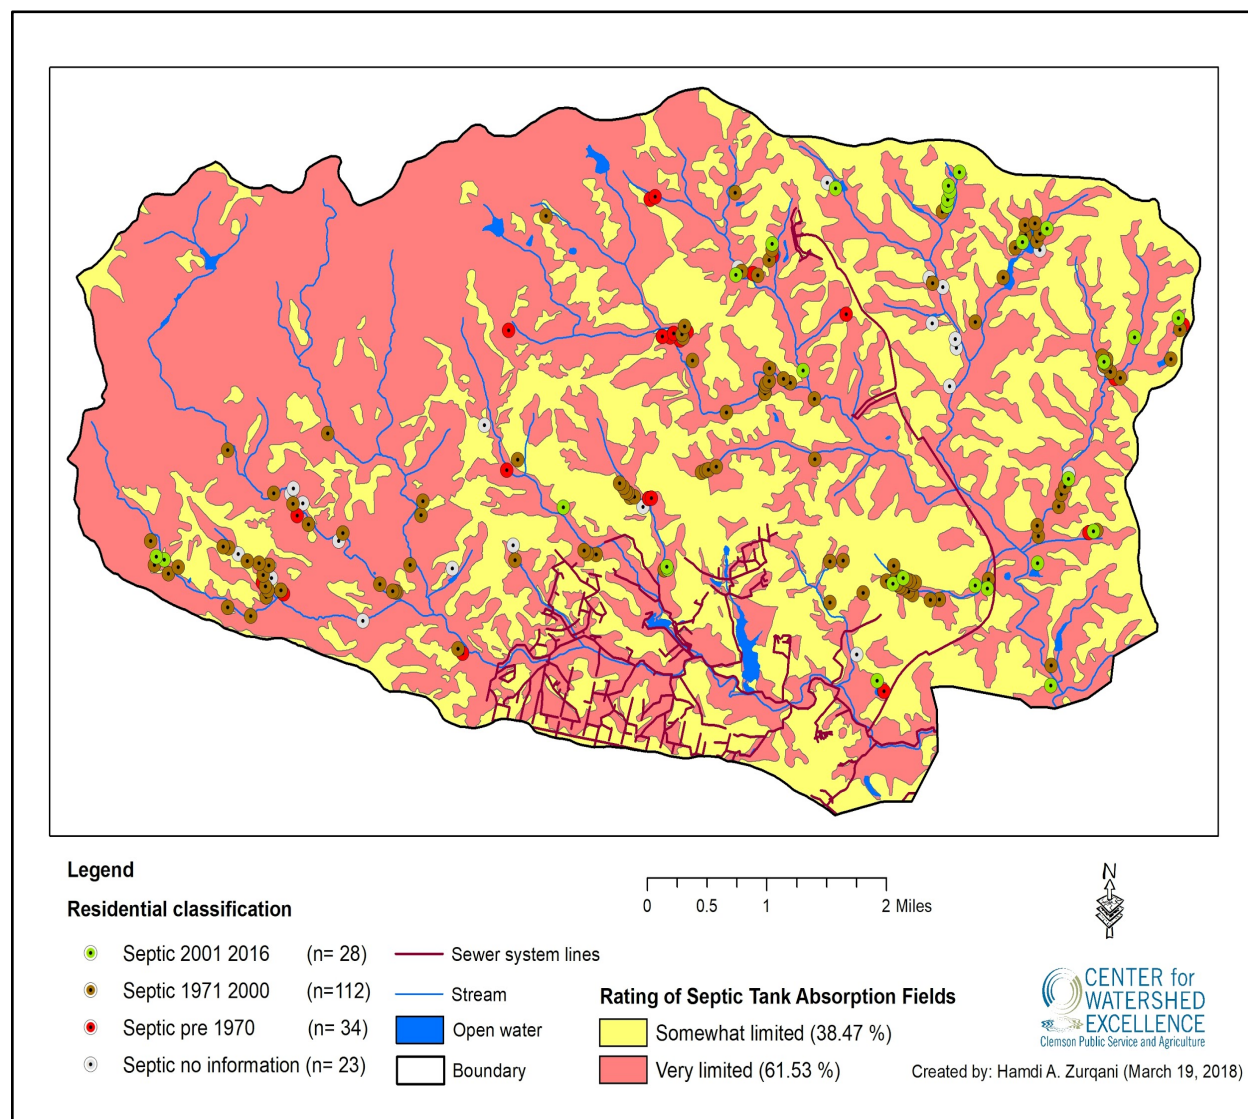 Legend
Residential classification
Septic 2001 2016 (n= 28)
Septic 1971 2000 (n=112)
Septic pre 1970 (n= 34)
Septic no information (n= 23)
Sewer system lines
Stream
Open water
Boundary
0 0.5 1 2 Miles
Rating of Septic Tank Absorption Fields
Somewhat limited (38.47 %)
Very limited (61.53 %)
N
CENTER for
WATERSHED
EXCELLENCE
Clemson Public Service and Agriculture
Created by: Hamdi A. Zurqani (March 19, 2018)